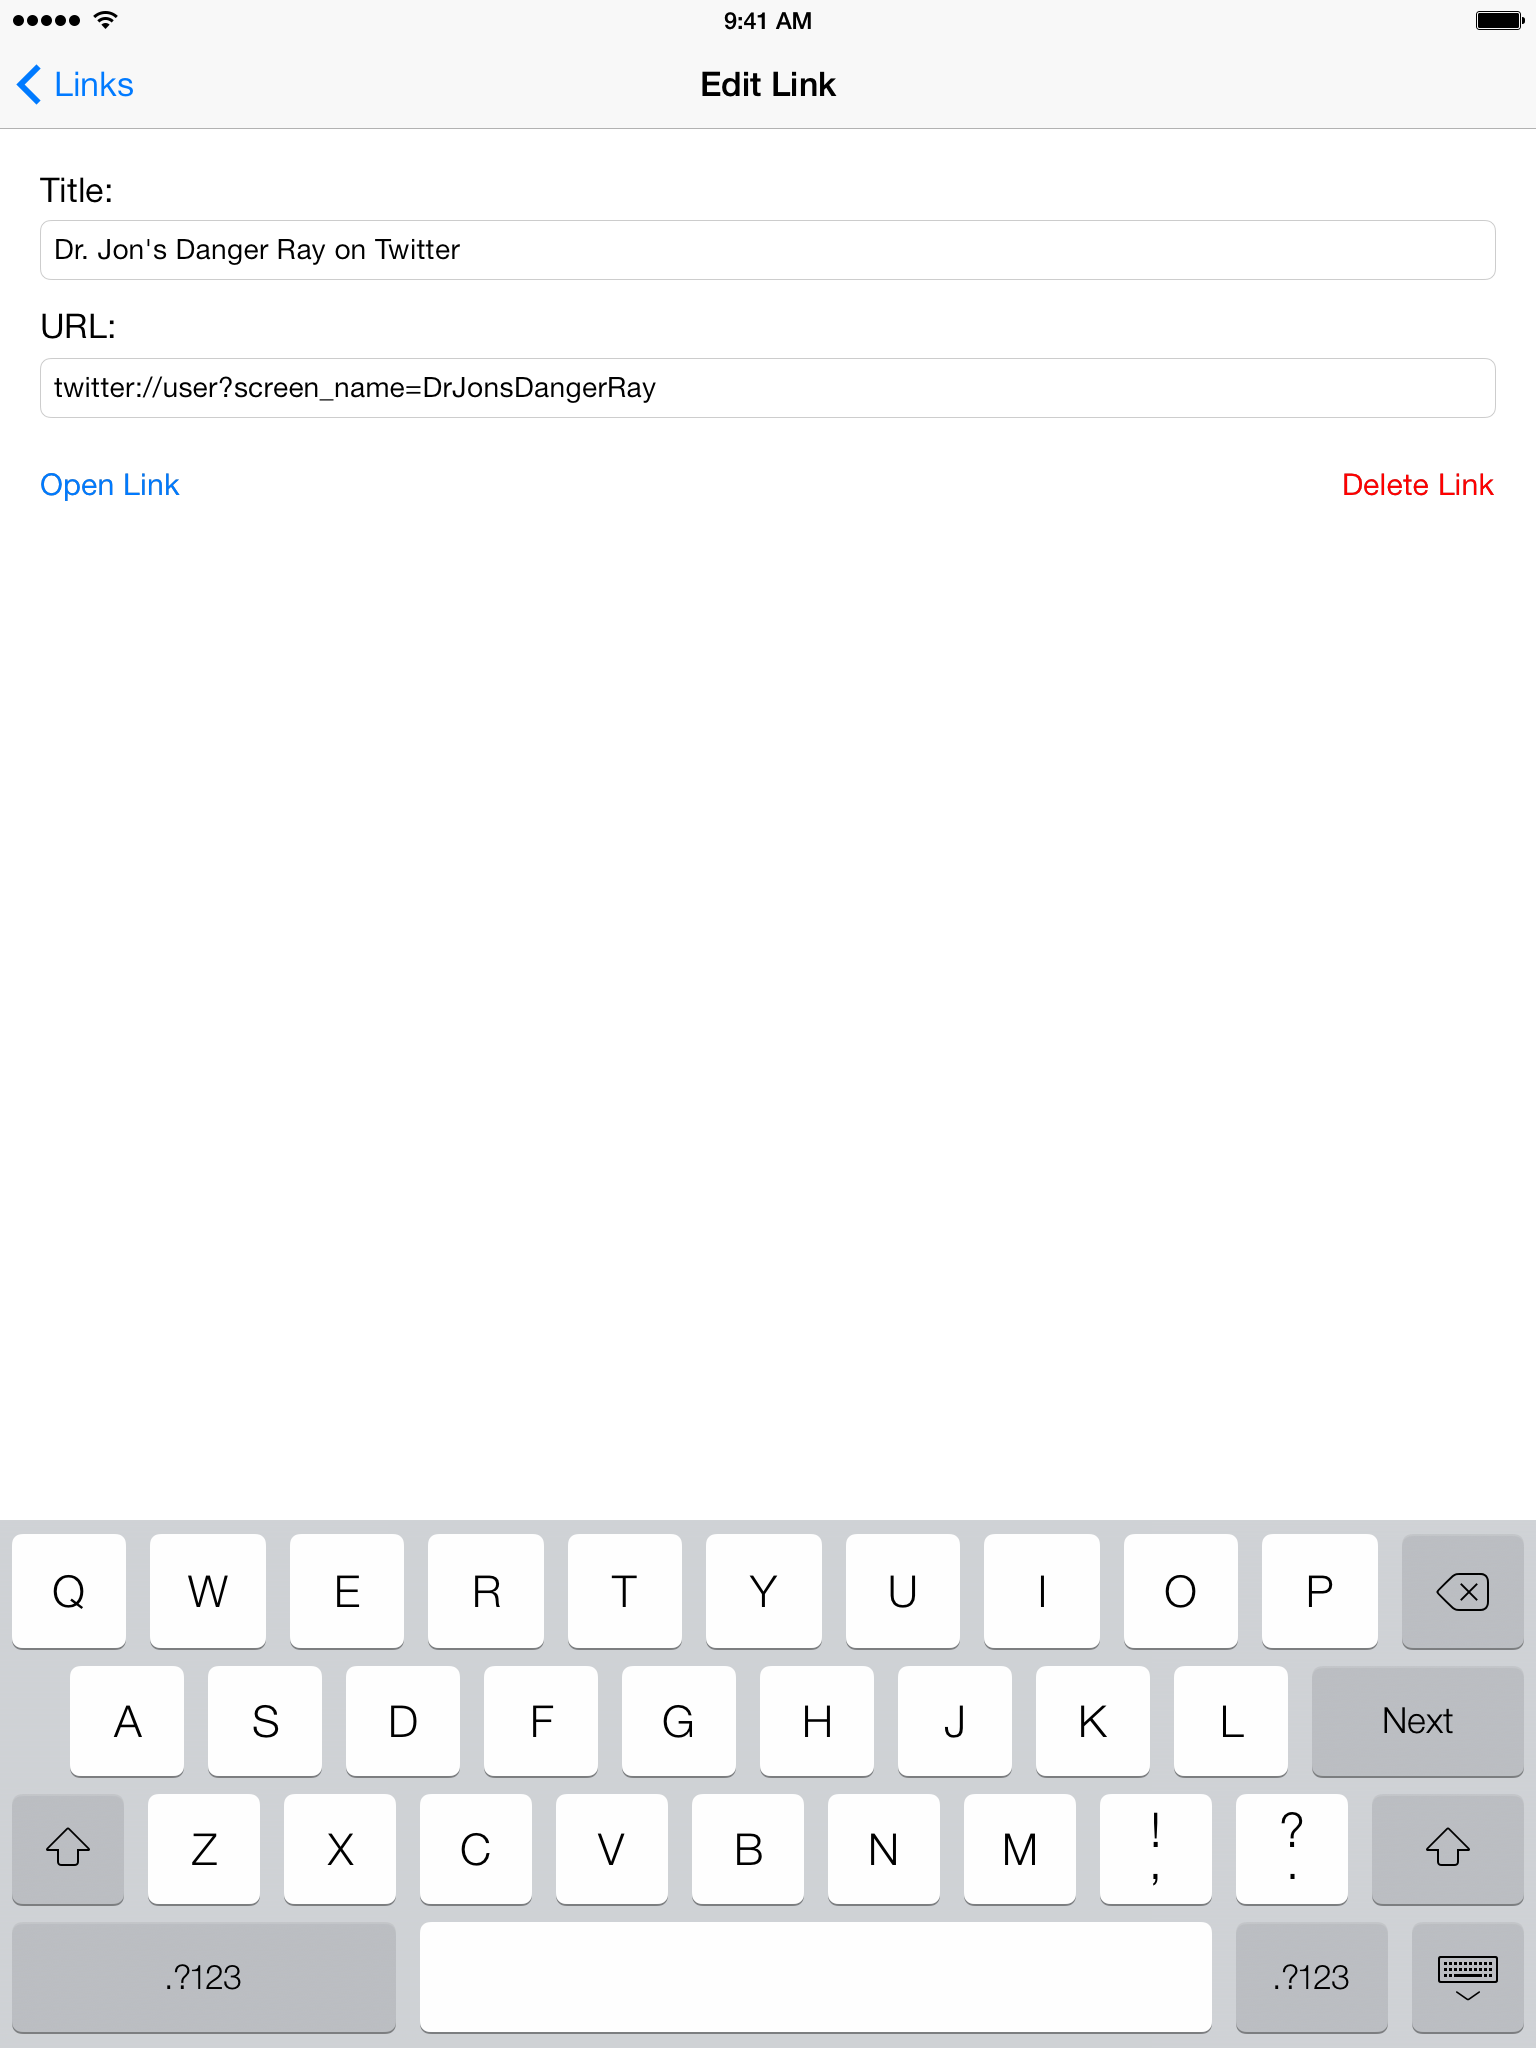 9:41 AM
Links
Edit Link
Title:
Dr. Jon's Danger Ray on Twitter
URL:
twitter://user?screen_name=DrJonsDangerRay
Open Link Delete Link
Q W E R T Y U I O P
A S D F G H J K L Next
Z X C V B N M ! , ? .
.?123 .?123